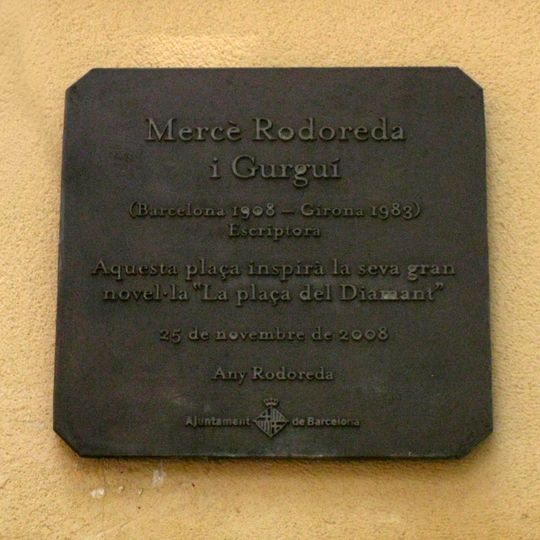 Mercè Rodoreda
i Gurguí
(Barcelona 1908 – Girona 1983)
Escriptora
Aquesta plaça inspirà la seva gran
novel·la "La plaça del Diamant"
25 de novembre de 2008
Any Rodoreda
Ajuntament de Barcelona